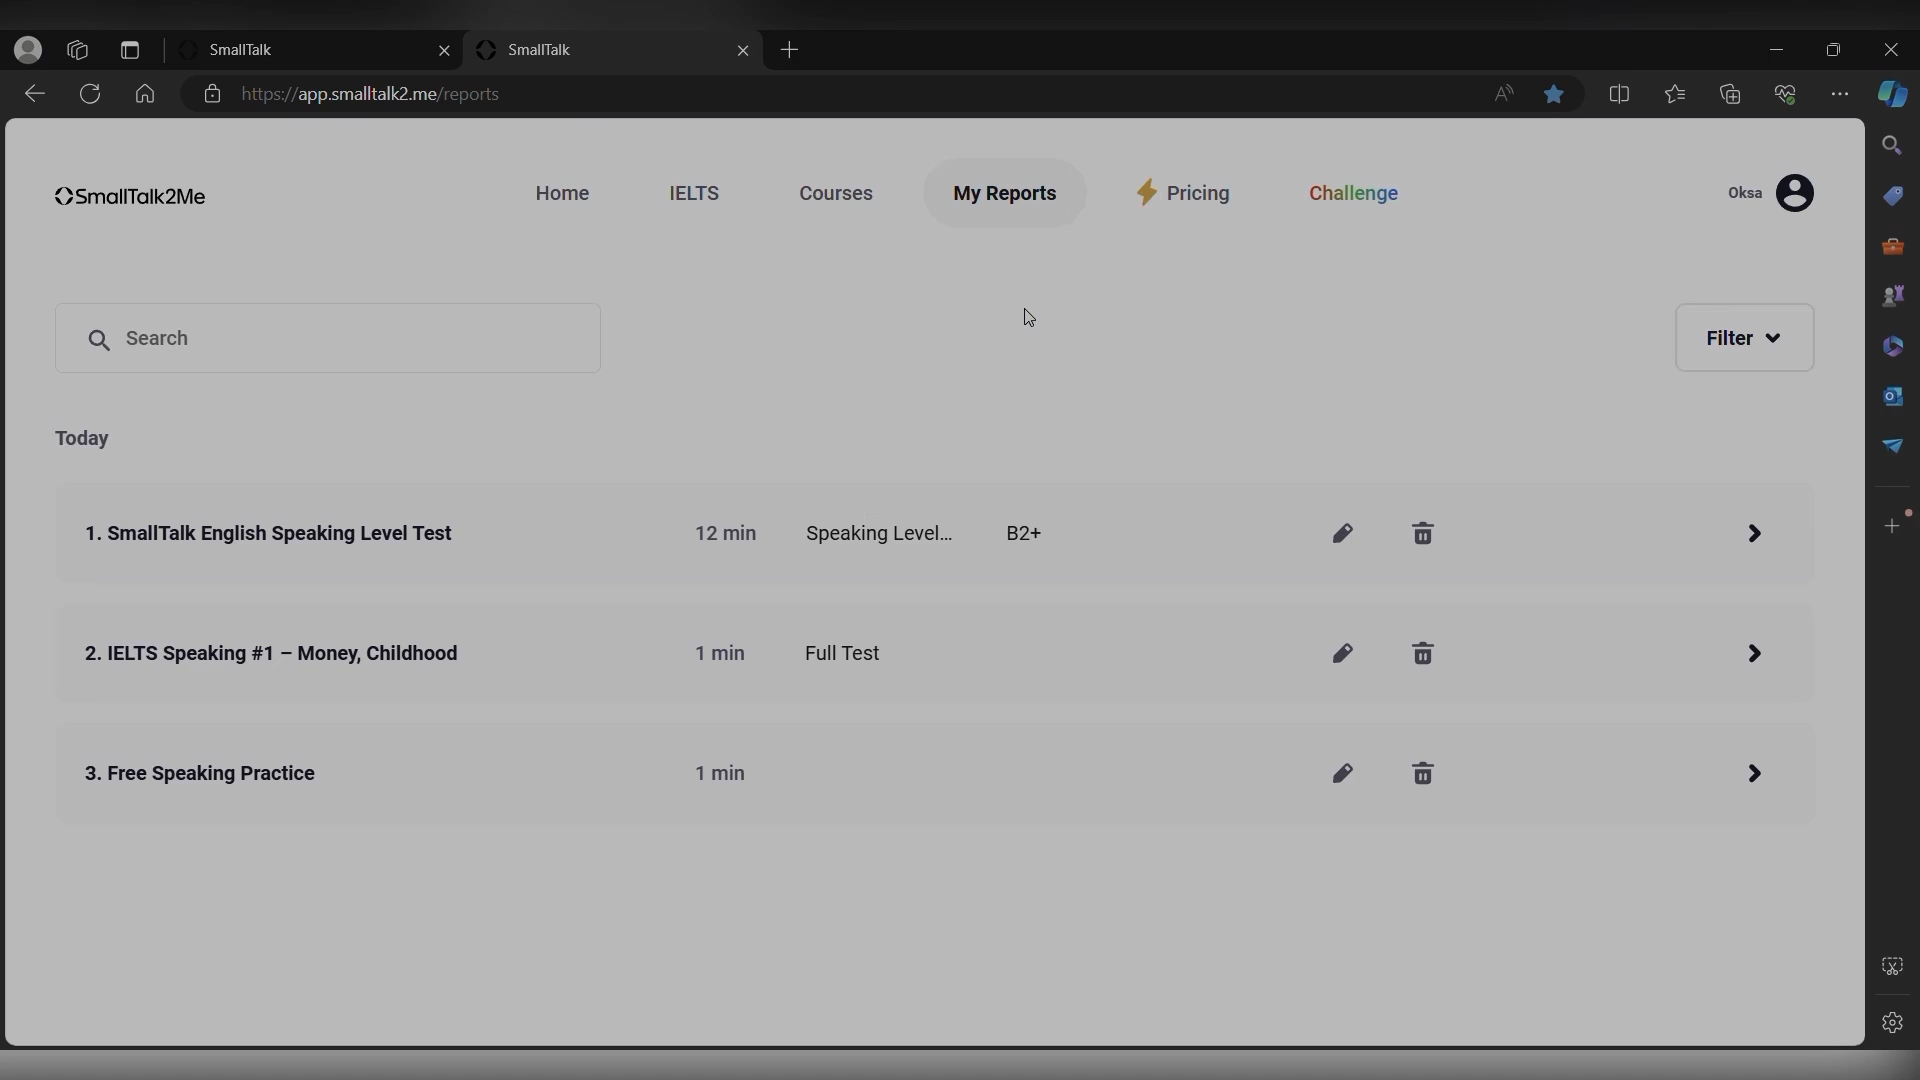 SmallTalk
SmallTalk
https://app.smalltalk2.me/reports
SmallTalk2Me
Home
IELTS
Courses
My Reports
Pricing
Challenge
Oksa
Search
Filter
Today
1. SmallTalk English Speaking Level Test 12 min Speaking Level... B2+
2. IELTS Speaking #1 – Money, Childhood 1 min Full Test
3. Free Speaking Practice 1 min